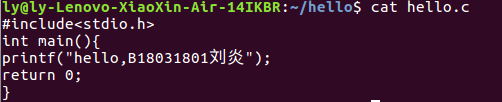 ly@ly-Lenovo-XiaoXin-Air-14IKBR:~/hello$ cat hello.c
#include<stdio.h>
int main(){
printf("hello,B18031801刘炎");
return 0;
}